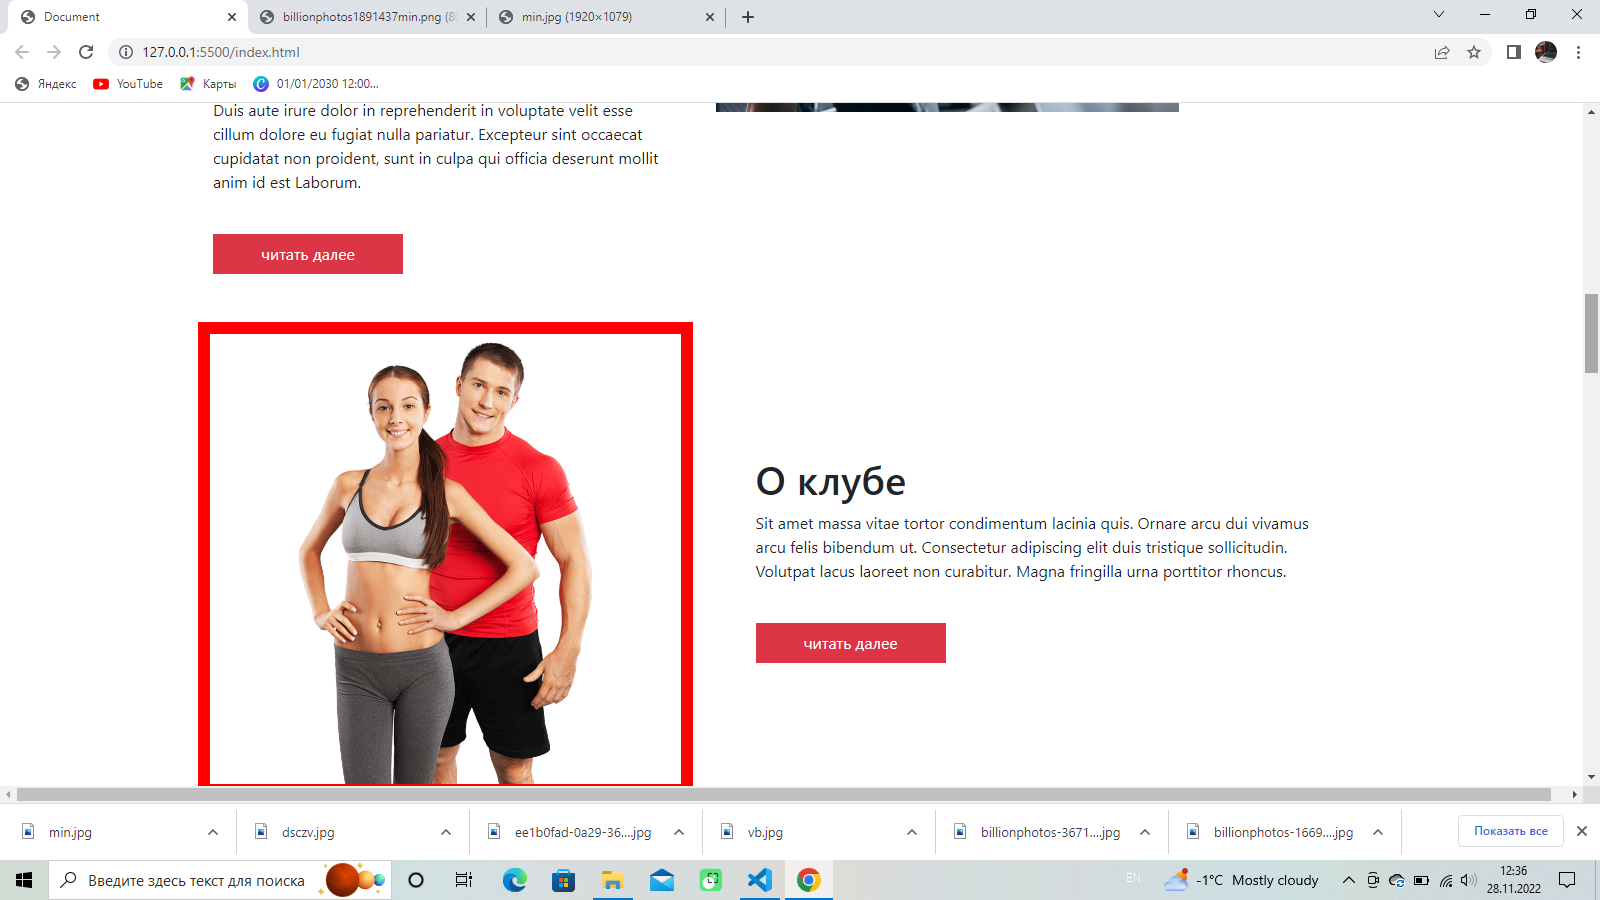 Document
billionphotos1891437min.png (80
min.jpg (1920×1079)
127.0.0.1:5500/index.html
Яндекс
YouTube
Карты
01/01/2030 12:00...
Duis aute irure dolor in reprehenderit in voluptate velit esse
cillum dolore eu fugiat nulla pariatur. Excepteur sint occaecat
cupidatat non proident, sunt in culpa qui officia deserunt mollit
anim id est Laborum.
читать далее
О клубе
Sit amet massa vitae tortor condimentum lacinia quis. Ornare arcu dui vivamus
arcu felis bibendum ut. Consectetur adipiscing elit duis tristique sollicitudin.
Volutpat lacus laoreet non curabitur. Magna fringilla urna porttitor rhoncus.
читать далее
min.jpg
dsczv.jpg
ee1b0fad-0a29-36....jpg
vb.jpg
billionphotos-3671....jpg
billionphotos-1669....jpg
Показать все
Введите здесь текст для поиска
EN
-1°C Mostly cloudy
12:36
28.11.2022